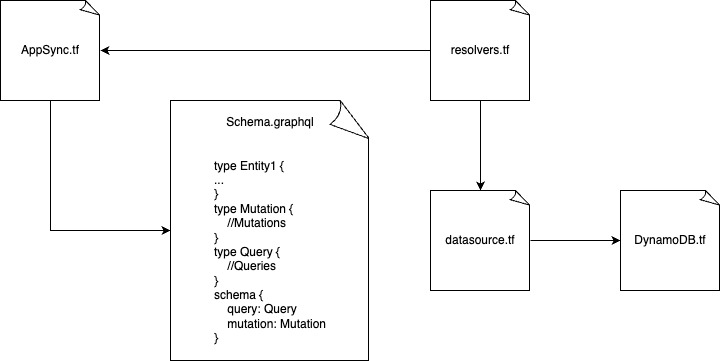 AppSync.tf
resolvers.tf
Schema.graphql
type Entity1 {
...
}
type Mutation {
//Mutations
}
type Query {
//Queries
}
schema {
query: Query
mutation: Mutation
}
datasource.tf
DynamoDB.tf